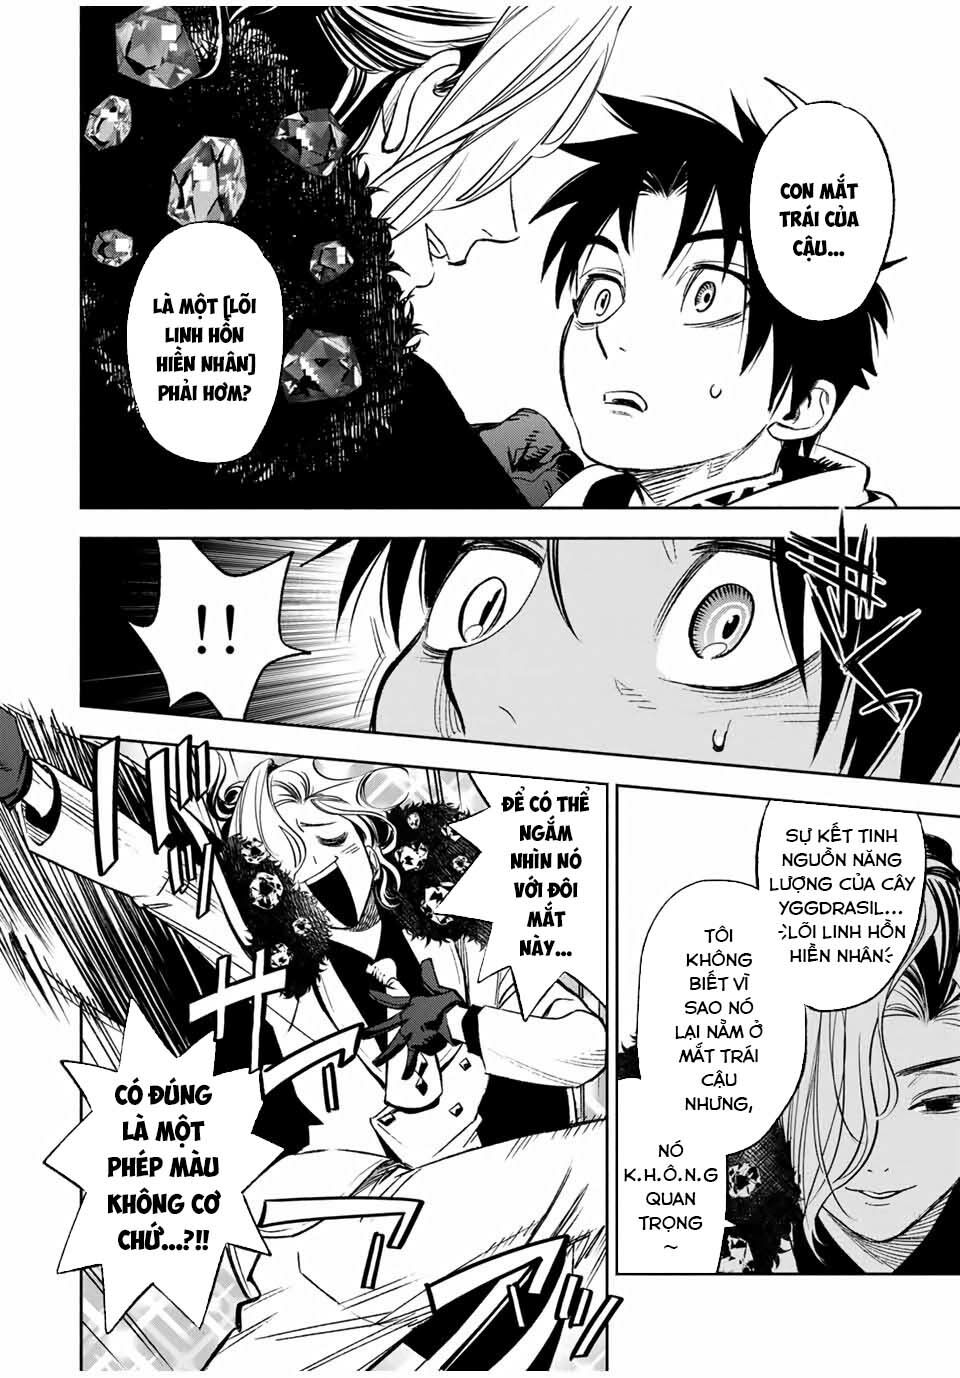 CON MẮT
TRÁI CỦA
CẬU...
LÀ MỘT [LÕI
LINH HỒN
HIỀN NHÂN]
PHẢI HƠM?
!!
SỰ KẾT TINH
NGUỒN NĂNG
LƯỢNG CỦA CÂY
YGGDRASIL...
LÕI LINH HỒN
HIỀN NHÂN
TÔI
KHÔNG
BIẾT VÌ
SAO NÓ
LẠI NẰM Ở
MẮT TRÁI
CẬU
NHƯNG,
NÓ
K.H.Ô.N.G
QUAN
TRỌNG
~
ĐỂ CÓ THỂ
NGẮM
NHÌN NÓ
VỚI ĐÔI
MẮT
NÀY...
CÓ ĐÚNG
LÀ MỘT
PHÉP MÀU
KHÔNG CƠ
CHỨ...?!!